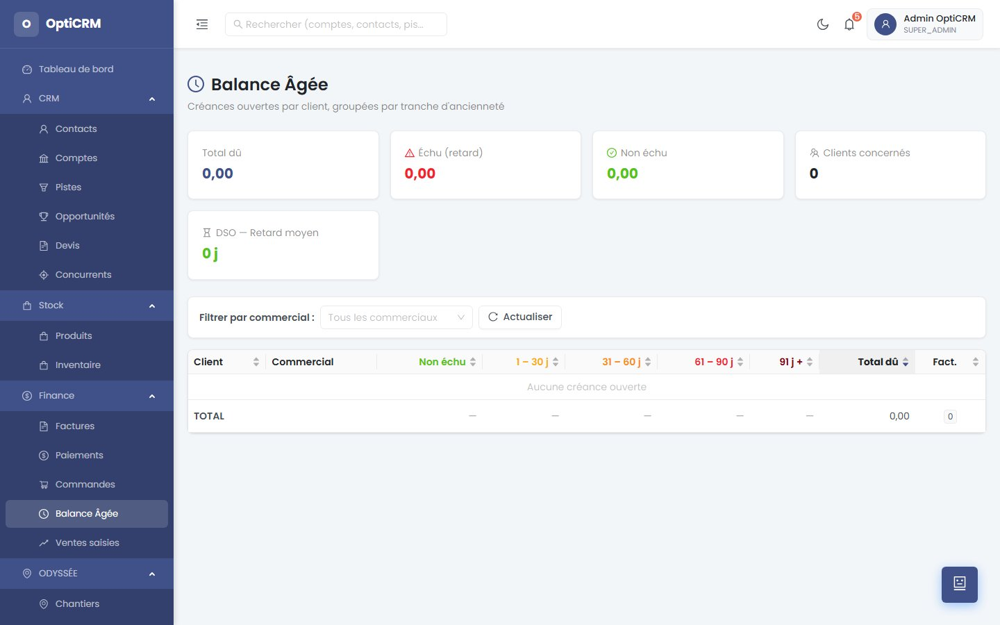 O OptiCRM
Rechercher (comptes, contacts, pis...
5
Admin OptiCRM
SUPER_ADMIN
Tableau de bord
CRM
Contacts
Comptes
Pistes
Opportunités
Devis
Concurrents
Stock
Produits
Inventaire
Finance
Factures
Paiements
Commandes
Balance Âgée
Ventes saisies
ODYSSÉE
Chantiers
Balance Âgée
Créances ouvertes par client, groupées par tranche d'ancienneté
Total dû
0,00
Échu (retard)
0,00
Non échu
0,00
Clients concernés
0
DSO — Retard moyen
0 j
Filtrer par commercial : Tous les commerciaux Actualiser
Client Commercial Non échu 1 – 30 j 31 – 60 j 61 – 90 j 91 j + Total dû Fact.
Aucune créance ouverte
TOTAL — — — — — 0,00 0